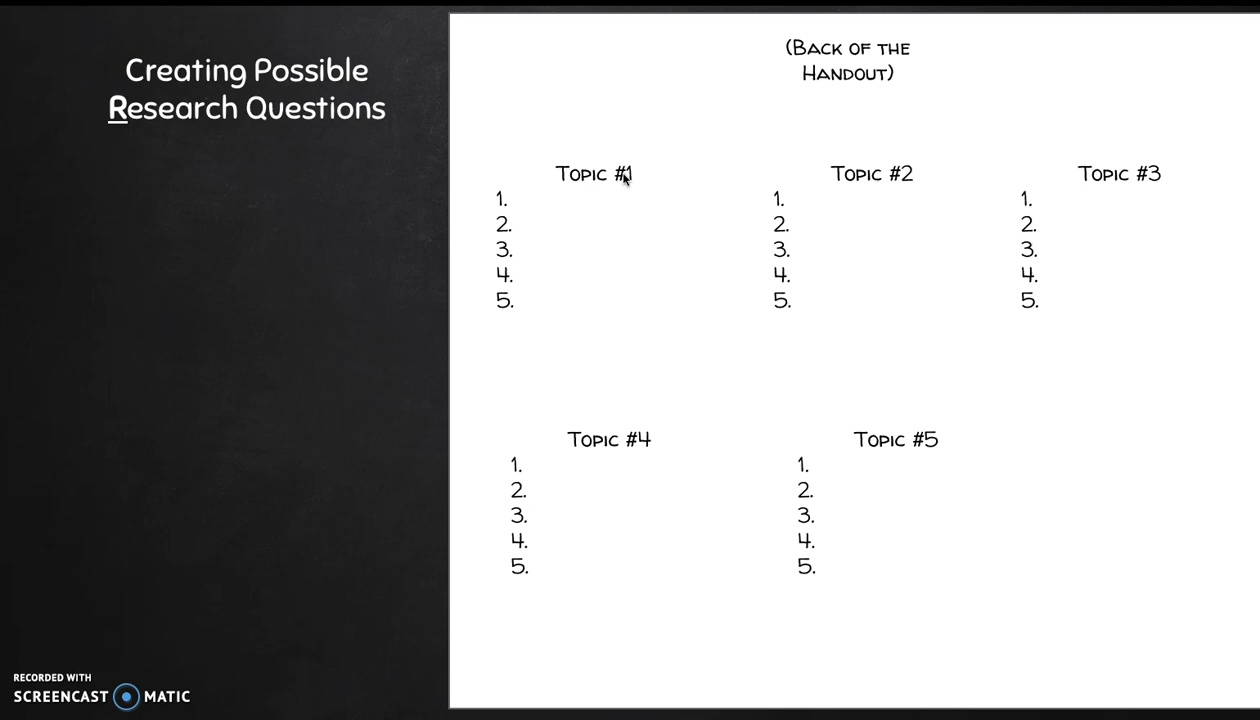 Creating Possible
Research Questions
(Back of the
Handout)
Topic #1
1.
2.
3.
4.
5.
Topic #2
1.
2.
3.
4.
5.
Topic #3
1.
2.
3.
4.
5.
Topic #4
1.
2.
3.
4.
5.
Topic #5
1.
2.
3.
4.
5.
RECORDED WITH
SCREENCAST MATIC